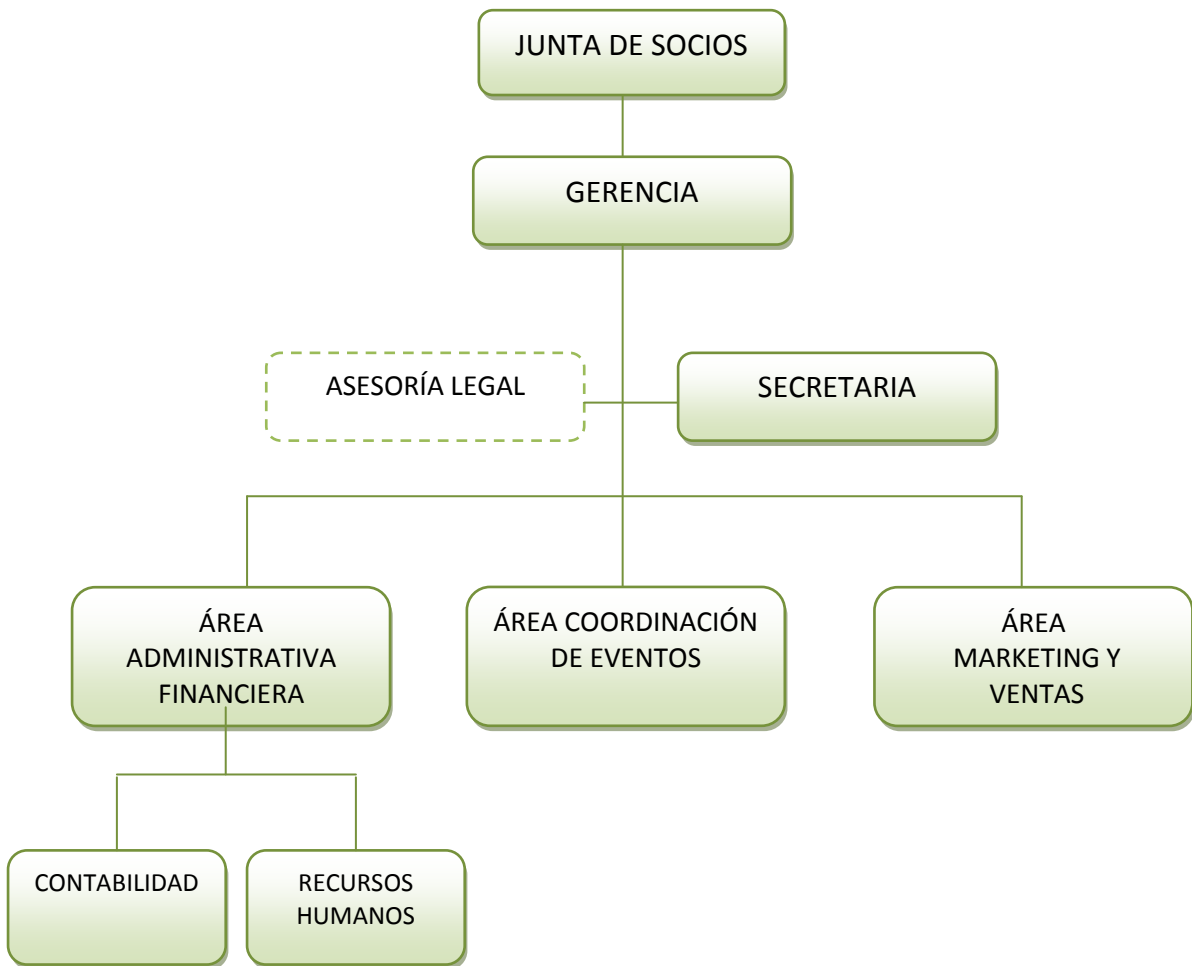 JUNTA DE SOCIOS
GERENCIA
ASESORÍA LEGAL
SECRETARIA
ÁREA
ADMINISTRATIVA
FINANCIERA
ÁREA COORDINACIÓN
DE EVENTOS
ÁREA
MARKETING Y
VENTAS
CONTABILIDAD
RECURSOS
HUMANOS